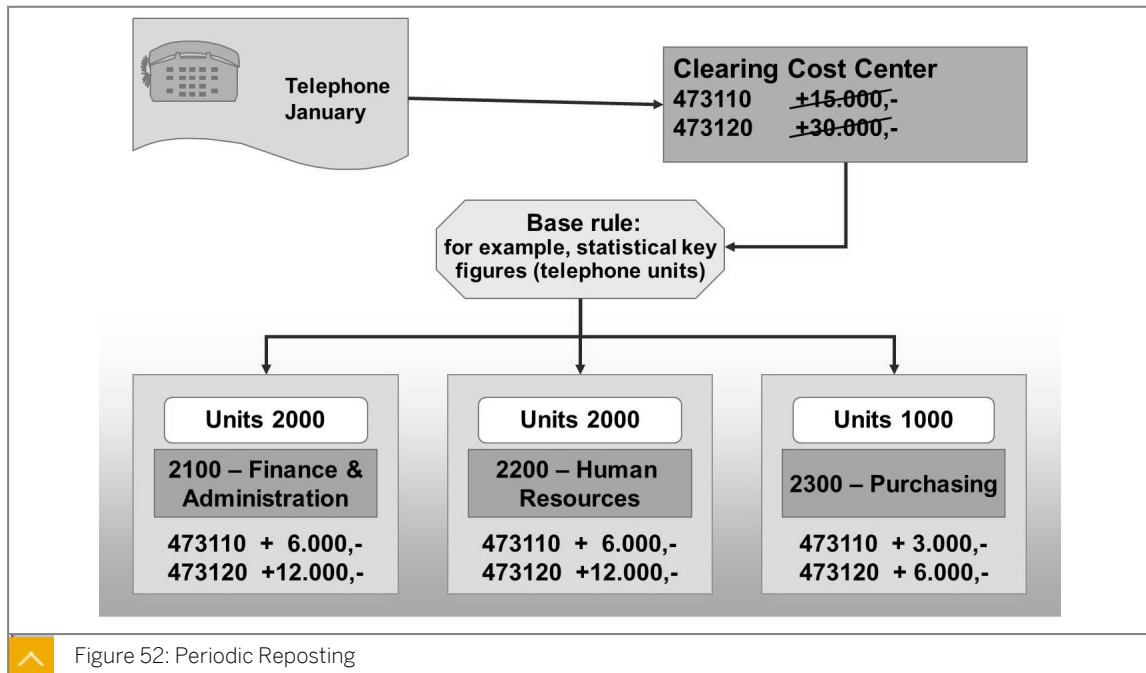 Telephone
January
Clearing Cost Center
473110 +15.000,-
473120 +30.000,-
Base rule:
for example, statistical key
figures (telephone units)
Units 2000
2100 – Finance &
Administration
473110 + 6.000,-
473120 +12.000,-
Units 2000
2200 – Human
Resources
473110 + 6.000,-
473120 +12.000,-
Units 1000
2300 – Purchasing
473110 + 3.000,-
473120 + 6.000,-
Figure 52: Periodic Reposting